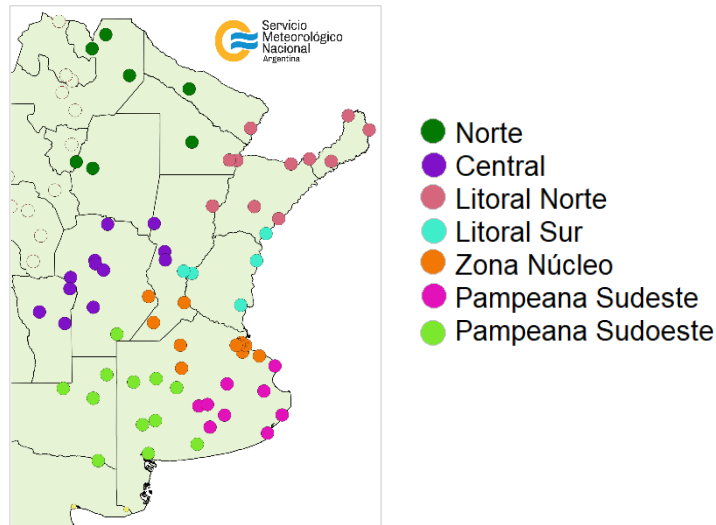 Servicio
Meteorológico
Nacional
Argentina
Norte
Central
Litoral Norte
Litoral Sur
Zona Núcleo
Pampeana Sudeste
Pampeana Sudoeste